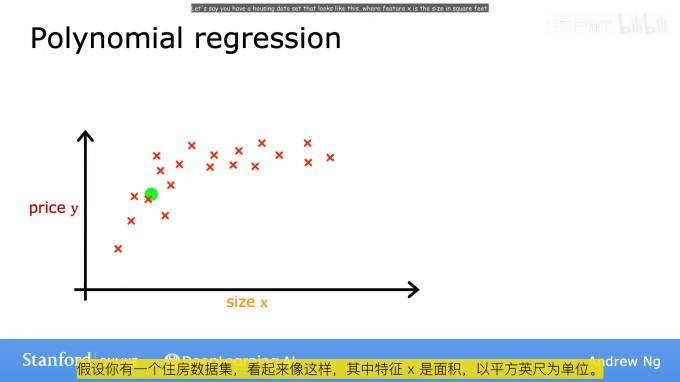 Let's say you have a housing data set that looks like this, where feature x is the size in square feet.
Polynomial regression
bilibili
price y
size x
Stanford
Andrew Ng
假设你有一个住房数据集，看起来像这样，其中特征 x 是面积，以平方英尺为单位。